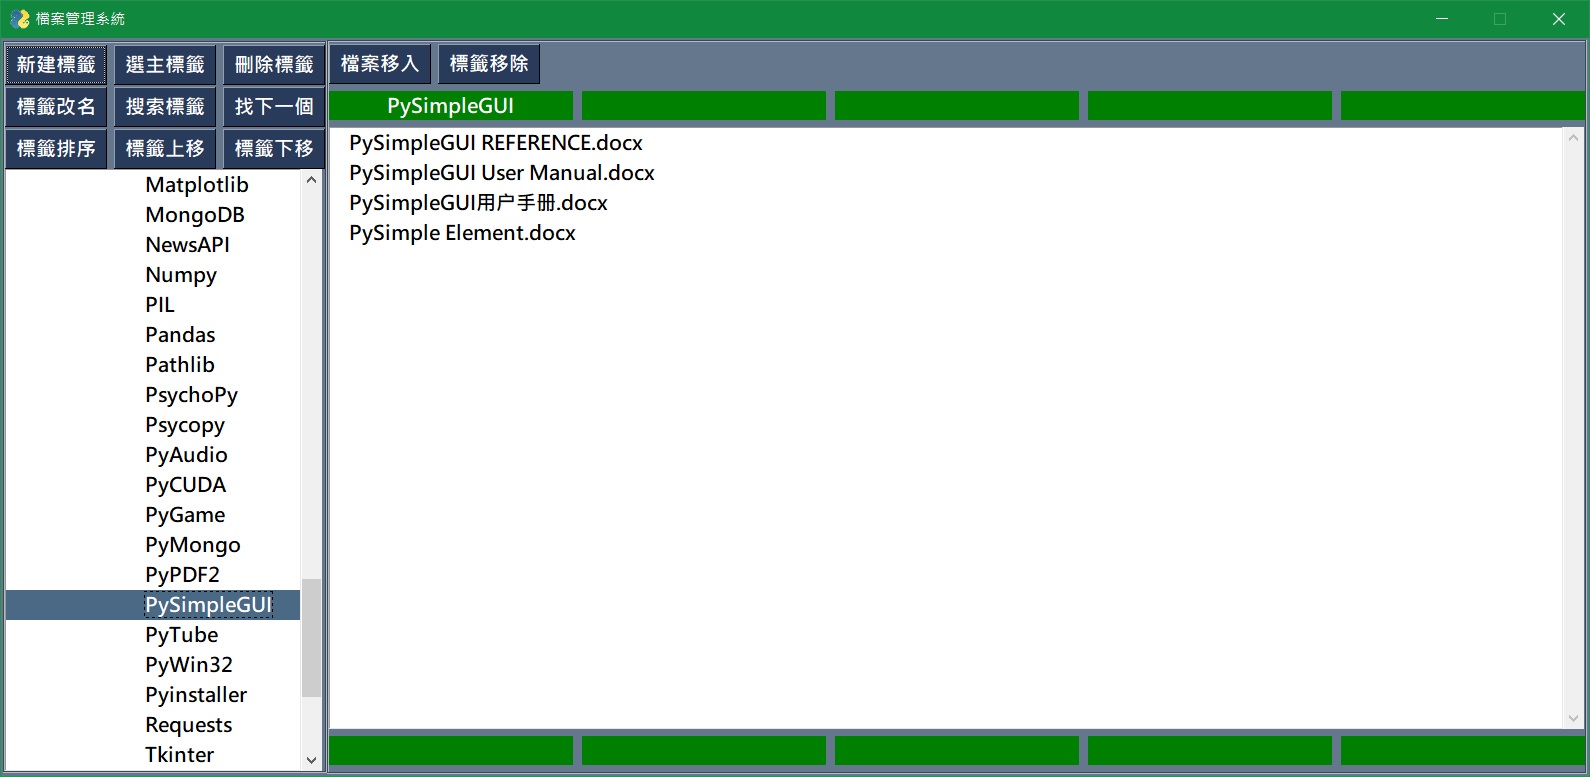 檔案管理系統
新建標籤 選主標籤 刪除標籤
標籤改名 搜索標籤 找下一個
標籤排序 標籤上移 標籤下移
Matplotlib
MongoDB
NewsAPI
Numpy
PIL
Pandas
Pathlib
PsychoPy
Psycopy
PyAudio
PyCUDA
PyGame
PyMongo
PyPDF2
PySimpleGUI
PyTube
PyWin32
Pyinstaller
Requests
Tkinter
檔案移入 標籤移除
PySimpleGUI
PySimpleGUI REFERENCE.docx
PySimpleGUI User Manual.docx
PySimpleGUI用户手册.docx
PySimple Element.docx